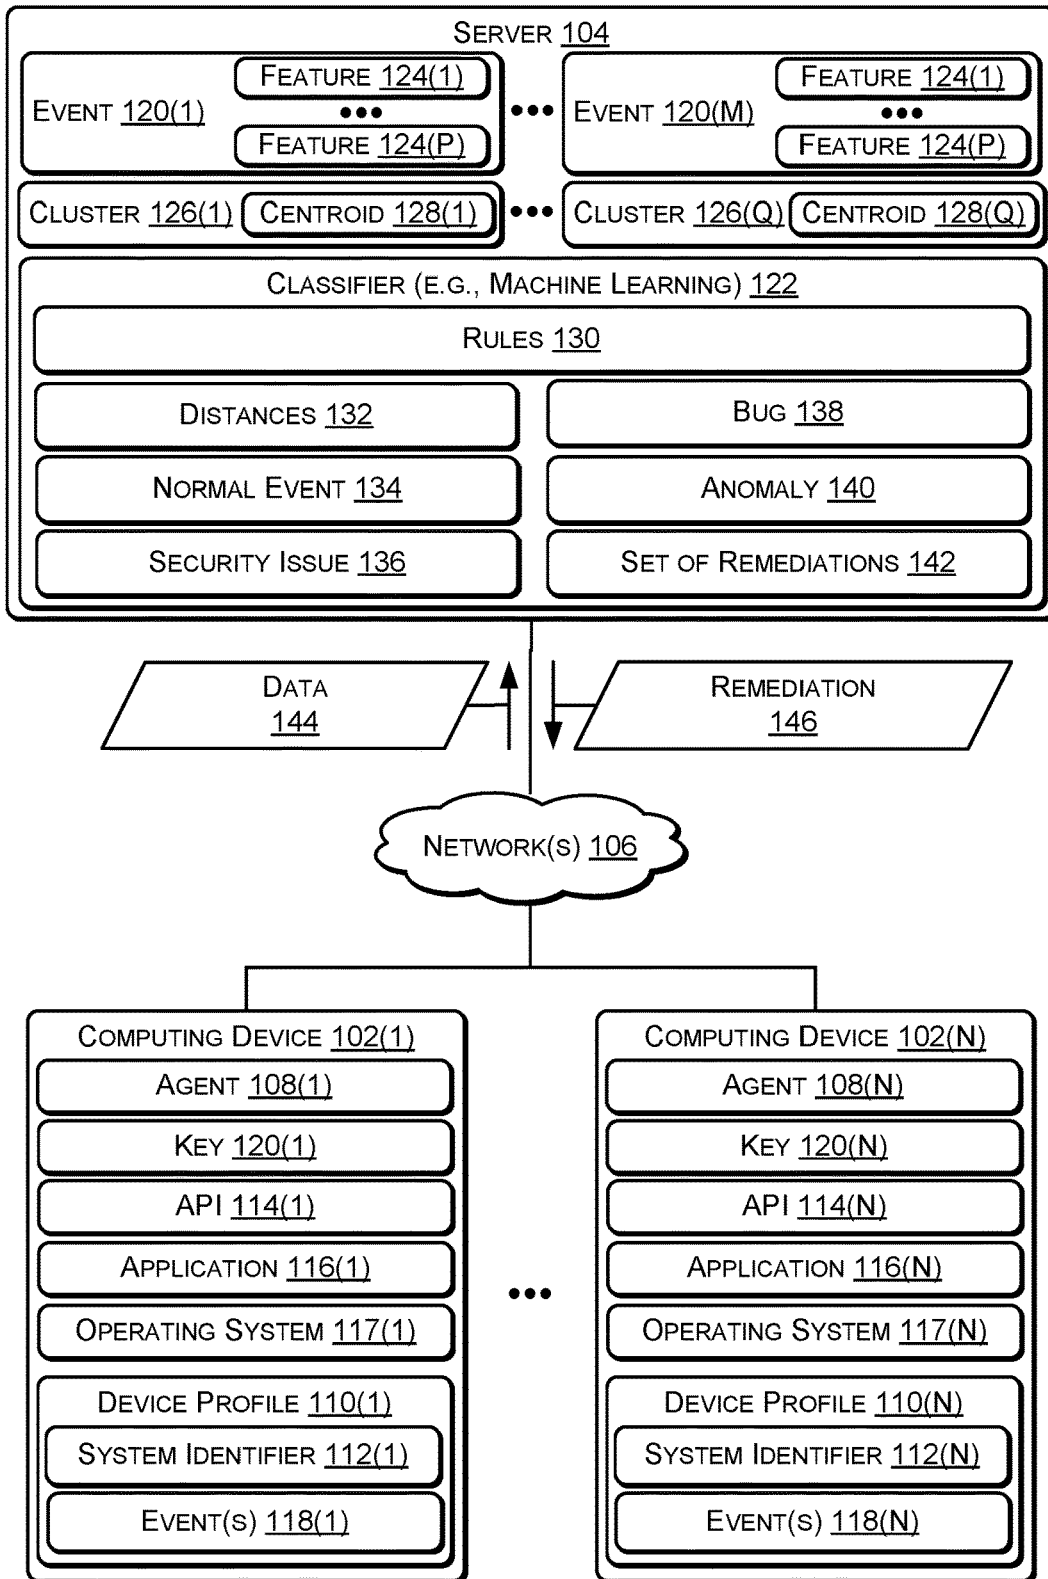 SERVER 104
FEATURE 124(1)
EVENT 120(1)
•••
FEATURE 124(P)
•••
FEATURE 124(1)
EVENT 120(M)
•••
FEATURE 124(P)
CLUSTER 126(1)
CENTROID 128(1)
•••
CLUSTER 126(Q)
CENTROID 128(Q)
CLASSIFIER (E.G., MACHINE LEARNING) 122
RULES 130
DISTANCES 132
BUG 138
NORMAL EVENT 134
ANOMALY 140
SECURITY ISSUE 136
SET OF REMEDIATIONS 142
DATA
144
REMEDIATION
146
NETWORK(S) 106
COMPUTING DEVICE 102(1)
AGENT 108(1)
KEY 120(1)
API 114(1)
APPLICATION 116(1)
OPERATING SYSTEM 117(1)
DEVICE PROFILE 110(1)
SYSTEM IDENTIFIER 112(1)
EVENT(S) 118(1)
•••
COMPUTING DEVICE 102(N)
AGENT 108(N)
KEY 120(N)
API 114(N)
APPLICATION 116(N)
OPERATING SYSTEM 117(N)
DEVICE PROFILE 110(N)
SYSTEM IDENTIFIER 112(N)
EVENT(S) 118(N)